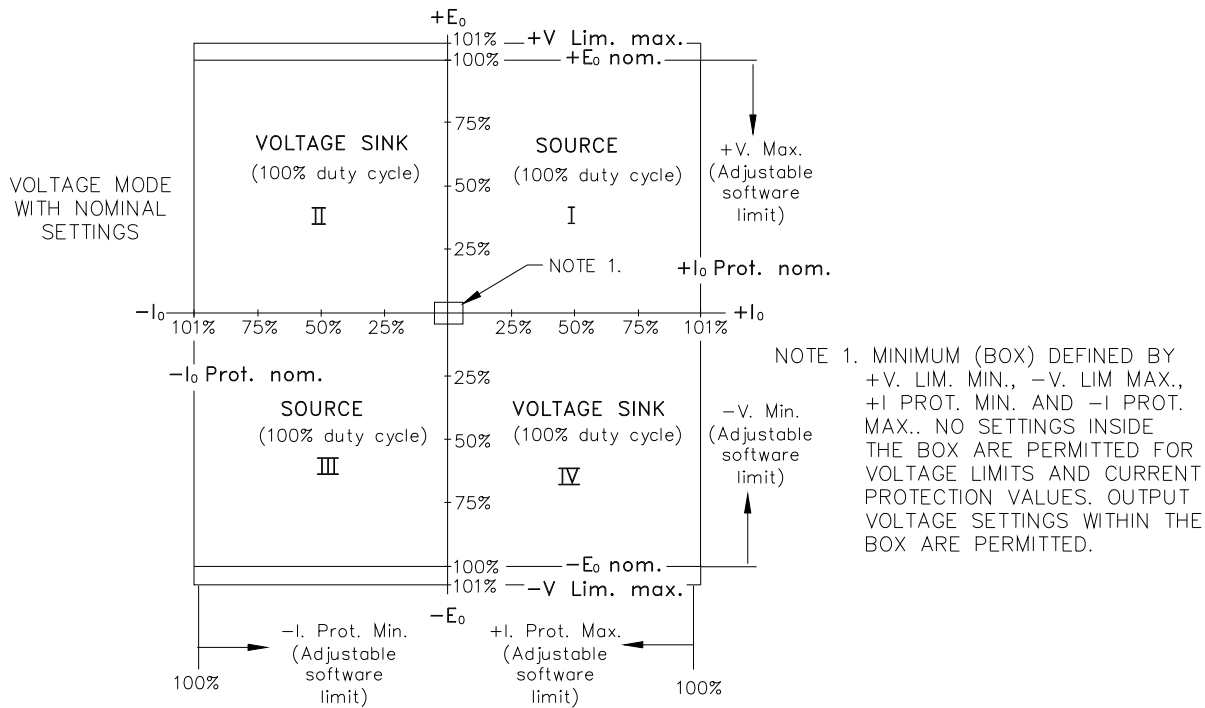 +E₀
101% +V Lim. max.
100% +E₀ nom.
75%
VOLTAGE SINK
(100% duty cycle)
II
SOURCE
(100% duty cycle)
I
+V. Max.
(Adjustable
software
limit)
VOLTAGE MODE
WITH NOMINAL
SETTINGS
50%
25%
NOTE 1.
+I₀ Prot. nom.
-I₀
+I₀
101% 75% 50% 25% 25% 50% 75% 101%
-I₀ Prot. nom.
25%
SOURCE
(100% duty cycle)
III
VOLTAGE SINK
(100% duty cycle)
IV
50%
75%
-V. Min.
(Adjustable
software
limit)
NOTE 1. MINIMUM (BOX) DEFINED BY
+V. LIM. MIN., -V. LIM MAX.,
+I PROT. MIN. AND -I PROT.
MAX.. NO SETTINGS INSIDE
THE BOX ARE PERMITTED FOR
VOLTAGE LIMITS AND CURRENT
PROTECTION VALUES. OUTPUT
VOLTAGE SETTINGS WITHIN THE
BOX ARE PERMITTED.
100% -E₀ nom.
101% -V Lim. max.
-E₀
-I. Prot. Min.
(Adjustable
software
limit)
+I. Prot. Max.
(Adjustable
software
limit)
100%
100%